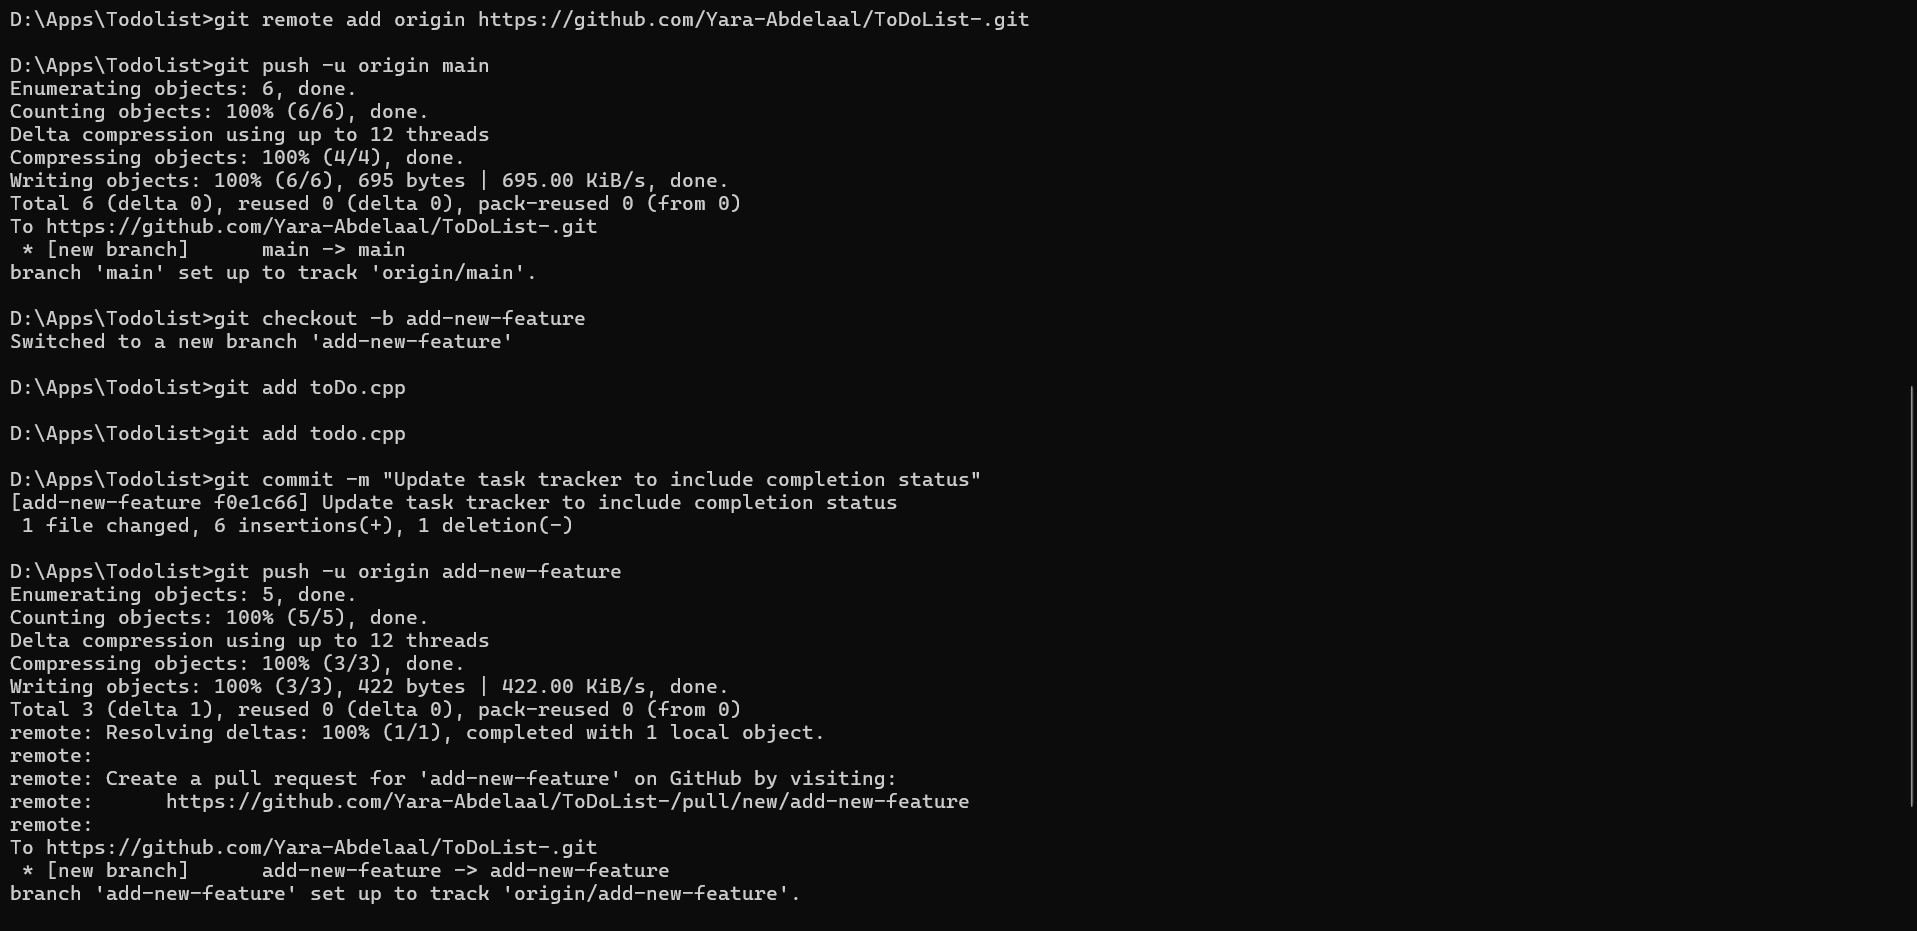 D:\Apps\Todolist>git remote add origin https://github.com/Yara-Abdelaal/ToDoList-.git
D:\Apps\Todolist>git push -u origin main
Enumerating objects: 6, done.
Counting objects: 100% (6/6), done.
Delta compression using up to 12 threads
Compressing objects: 100% (4/4), done.
Writing objects: 100% (6/6), 695 bytes | 695.00 KiB/s, done.
Total 6 (delta 0), reused 0 (delta 0), pack-reused 0 (from 0)
To https://github.com/Yara-Abdelaal/ToDoList-.git
 * [new branch]      main -> main
branch 'main' set up to track 'origin/main'.
D:\Apps\Todolist>git checkout -b add-new-feature
Switched to a new branch 'add-new-feature'
D:\Apps\Todolist>git add toDo.cpp
D:\Apps\Todolist>git add todo.cpp
D:\Apps\Todolist>git commit -m "Update task tracker to include completion status"
[add-new-feature f0e1c66] Update task tracker to include completion status
 1 file changed, 6 insertions(+), 1 deletion(-)
D:\Apps\Todolist>git push -u origin add-new-feature
Enumerating objects: 5, done.
Counting objects: 100% (5/5), done.
Delta compression using up to 12 threads
Compressing objects: 100% (3/3), done.
Writing objects: 100% (3/3), 422 bytes | 422.00 KiB/s, done.
Total 3 (delta 1), reused 0 (delta 0), pack-reused 0 (from 0)
remote: Resolving deltas: 100% (1/1), completed with 1 local object.
remote:
remote: Create a pull request for 'add-new-feature' on GitHub by visiting:
remote:      https://github.com/Yara-Abdelaal/ToDoList-/pull/new/add-new-feature
remote:
To https://github.com/Yara-Abdelaal/ToDoList-.git
 * [new branch]      add-new-feature -> add-new-feature
branch 'add-new-feature' set up to track 'origin/add-new-feature'.